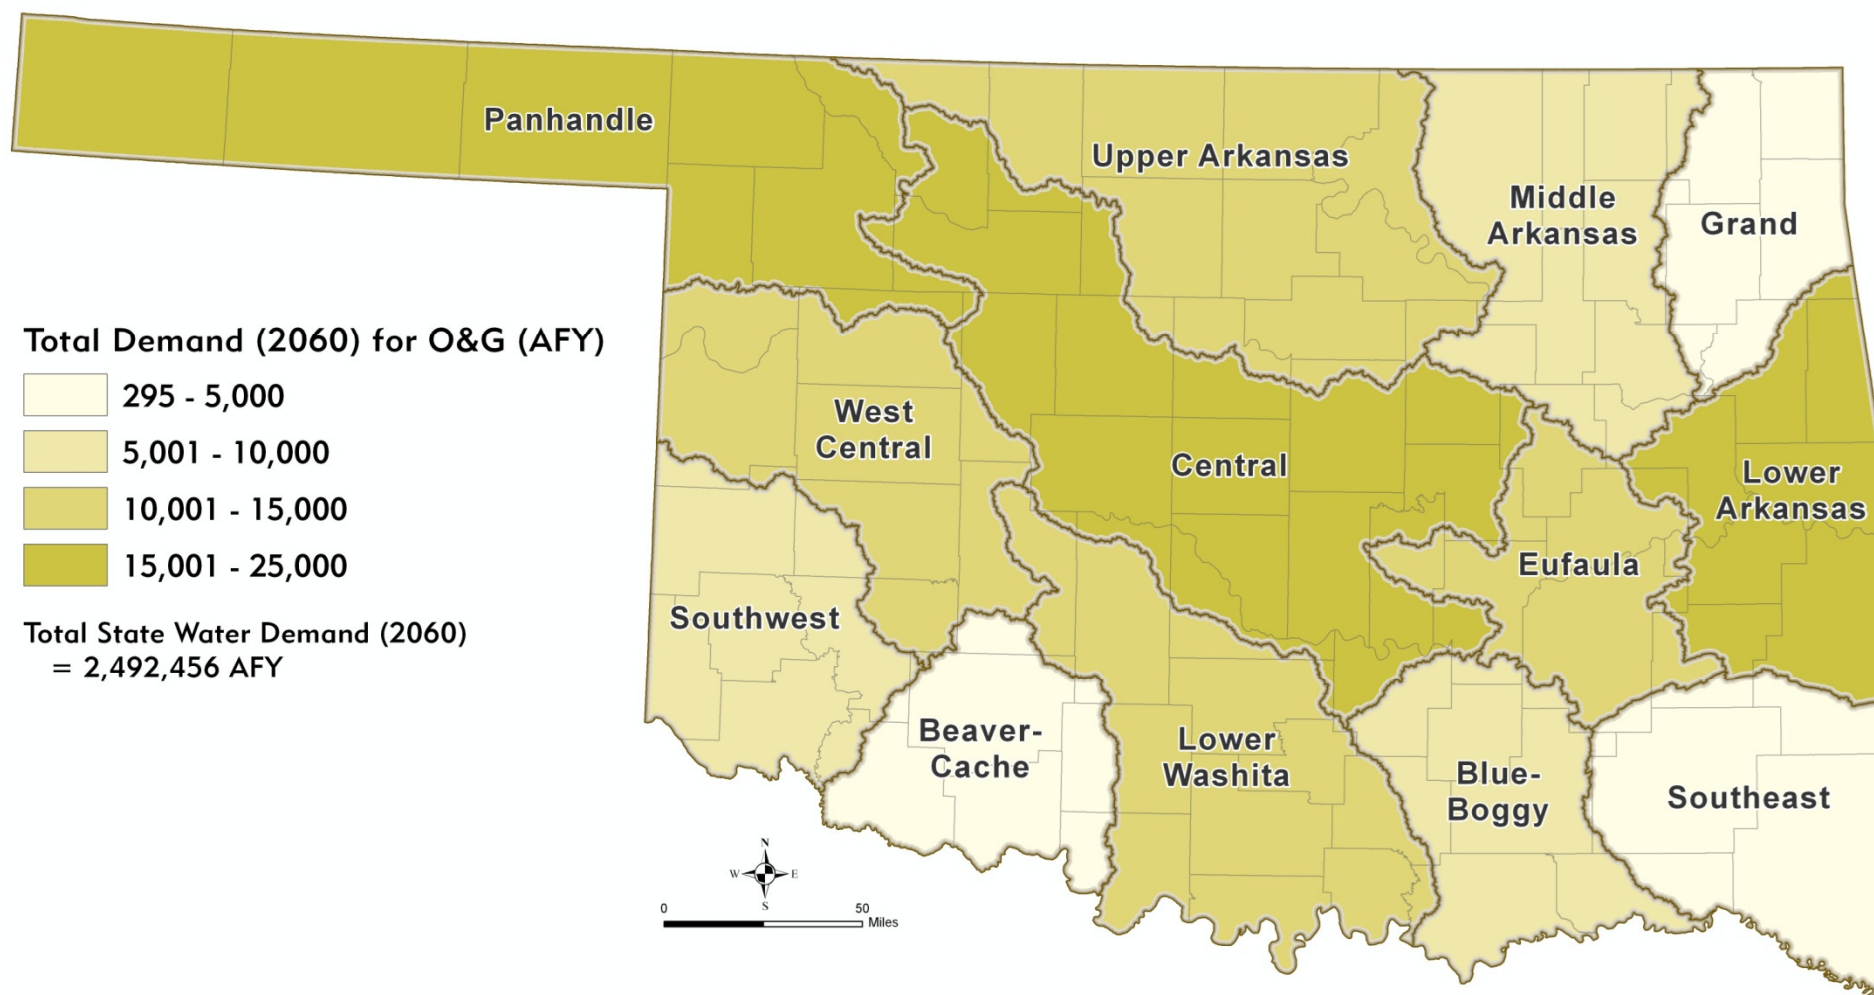 Panhandle
Upper Arkansas
Middle
Arkansas
Grand
Total Demand (2060) for O&G (AFY)
295 - 5,000
5,001 - 10,000
10,001 - 15,000
15,001 - 25,000
Total State Water Demand (2060)
= 2,492,456 AFY
West
Central
Central
Lower
Arkansas
Eufaula
Southwest
Beaver-
Cache
Lower
Washita
Blue-
Boggy
Southeast
N
W E
S
0 50
Miles